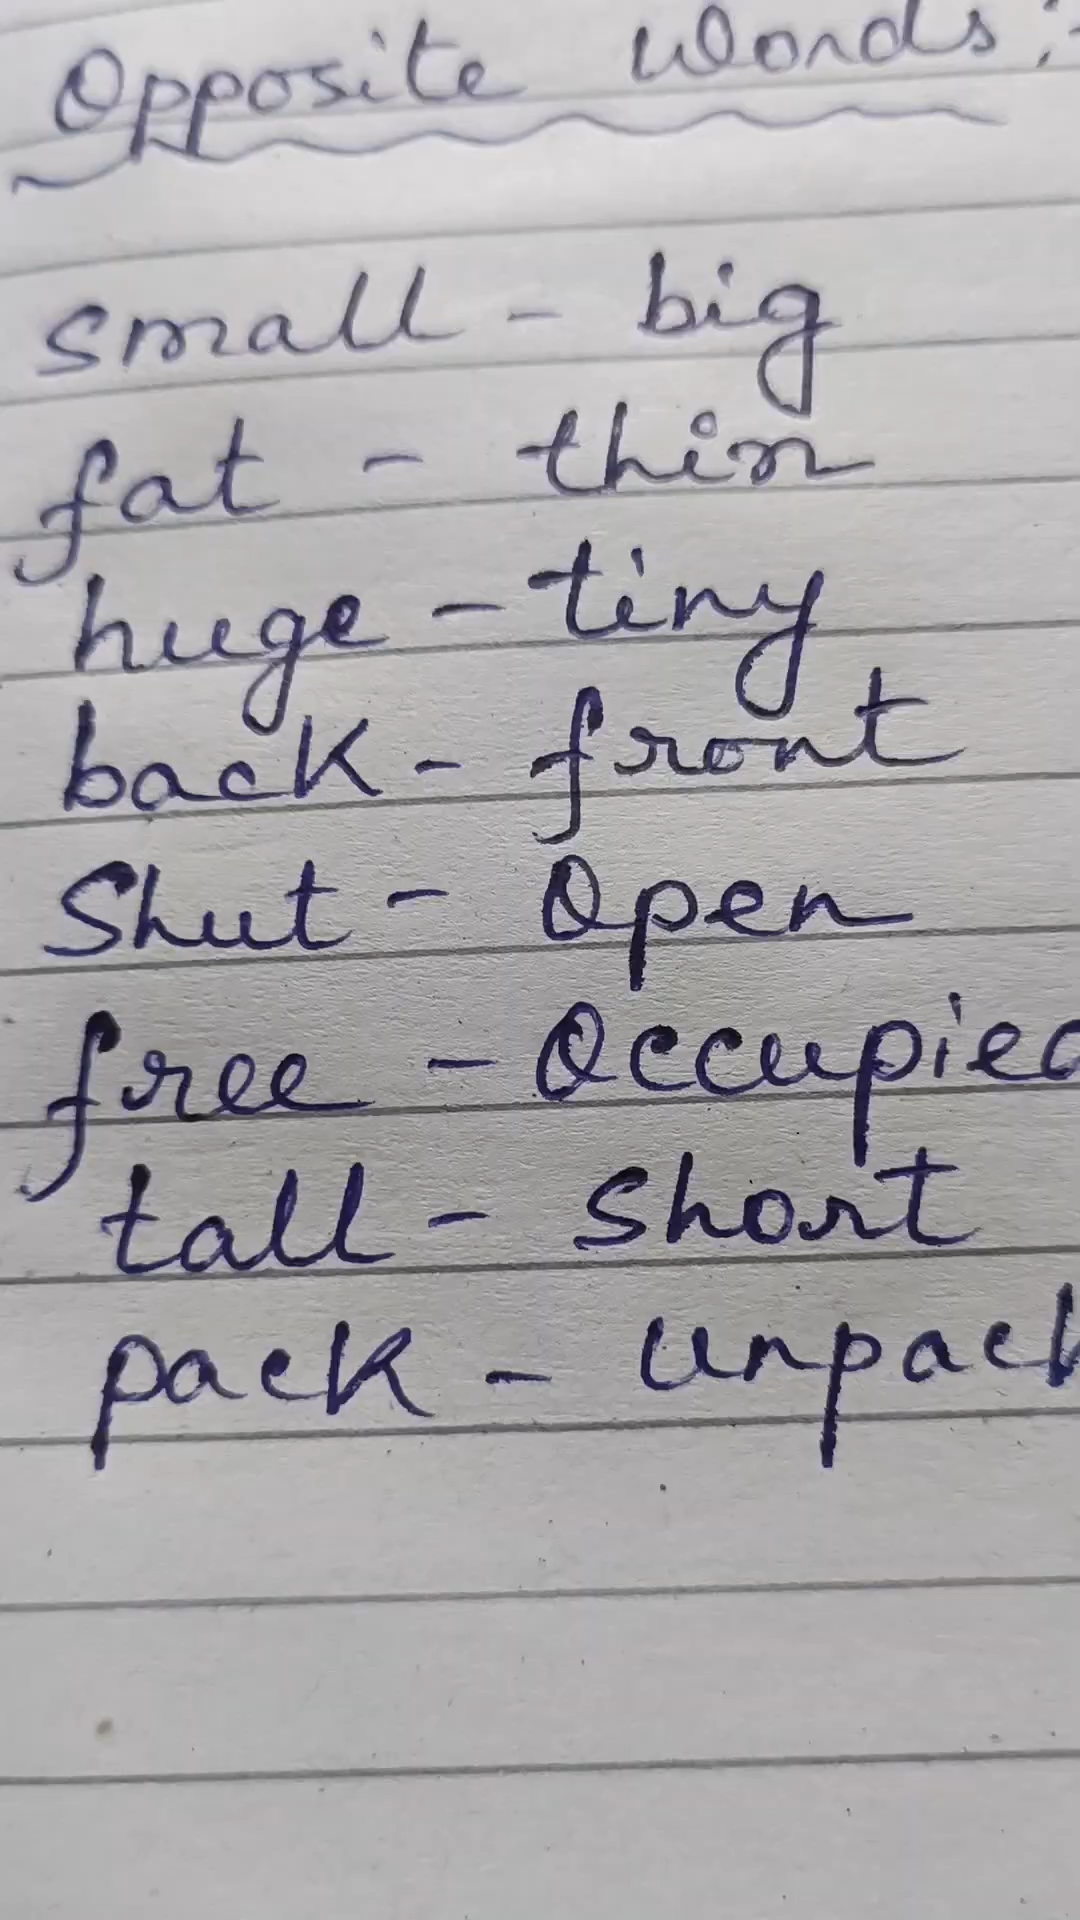 Opposite Words :-
small - big
fat - thin
huge - tiny
back - front
Shut - Open
free - Occupied
tall - short
pack - unpack